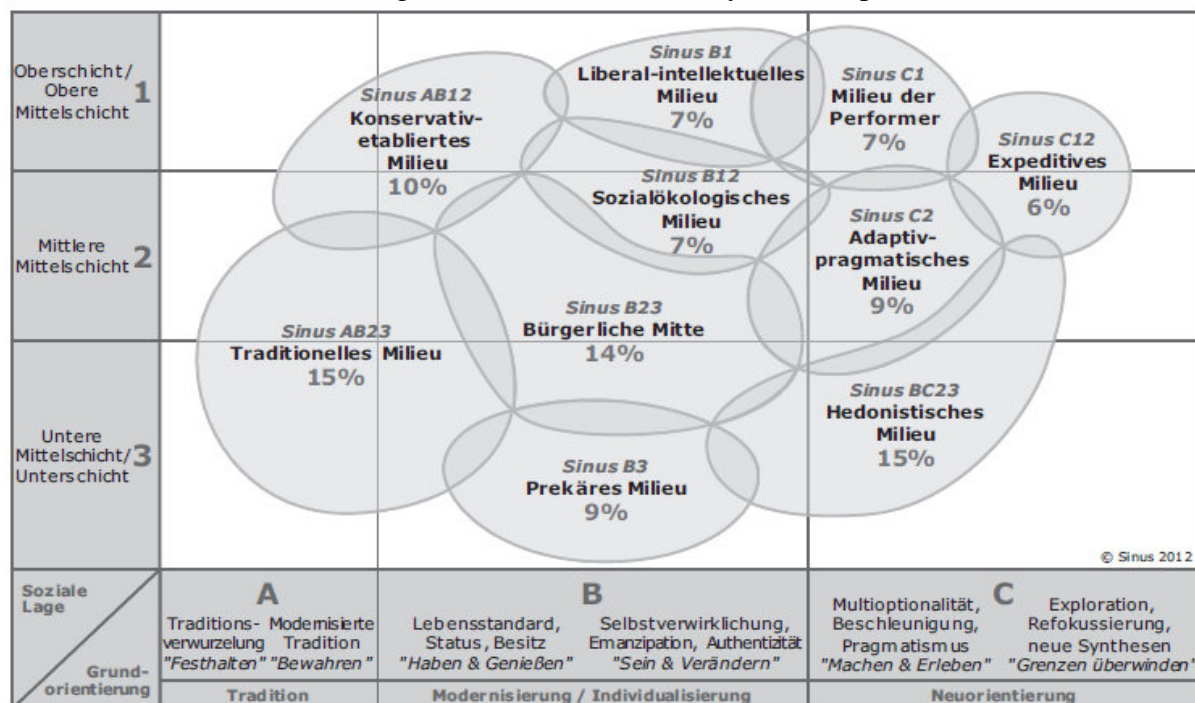 Oberschicht/
Obere
Mittelschicht
1
Mittlere
Mittelschicht
2
Untere
Mittelschicht/
Unterschicht
3
Sinus AB12
Konservativ-
etabliertes
Milieu
10%
Sinus B1
Liberal-intellektuelles
Milieu
7%
Sinus C1
Milieu der
Performer
7%
Sinus C12
Expeditives
Milieu
6%
Sinus B12
Sozialökologisches
Milieu
7%
Sinus C2
Adaptiv-
pragmatisches
Milieu
9%
Sinus AB23
Traditionelles Milieu
15%
Sinus B23
Bürgerliche Mitte
14%
Sinus BC23
Hedonistisches
Milieu
15%
Sinus B3
Prekäres Milieu
9%
© Sinus 2012
Soziale
Lage
Grund-
orientierung
A
Traditions-
verwurzelung
"Festhalten"
Modernisierte
Tradition
"Bewahren"
Tradition
B
Lebensstandard,
Status, Besitz
"Haben & Genießen"
Selbstverwirklichung,
Emanzipation, Authentizität
"Sein & Verändern"
Modernisierung / Individualisierung
C
Multioptionalität,
Beschleunigung,
Pragmatismus
"Machen & Erleben"
Exploration,
Refokussierung,
neue Synthesen
"Grenzen überwinden"
Neuorientierung